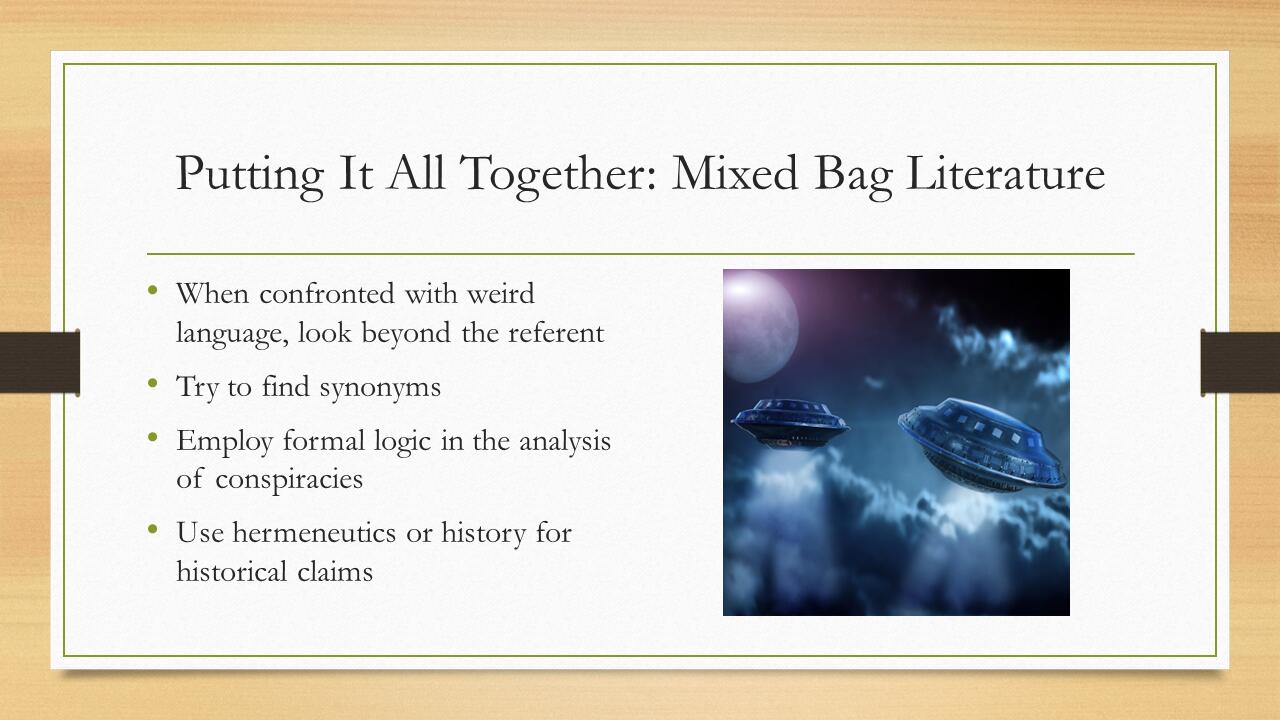 Putting It All Together: Mixed Bag Literature
• When confronted with weird
language, look beyond the referent
• Try to find synonyms
• Employ formal logic in the analysis
of conspiracies
• Use hermeneutics or history for
historical claims